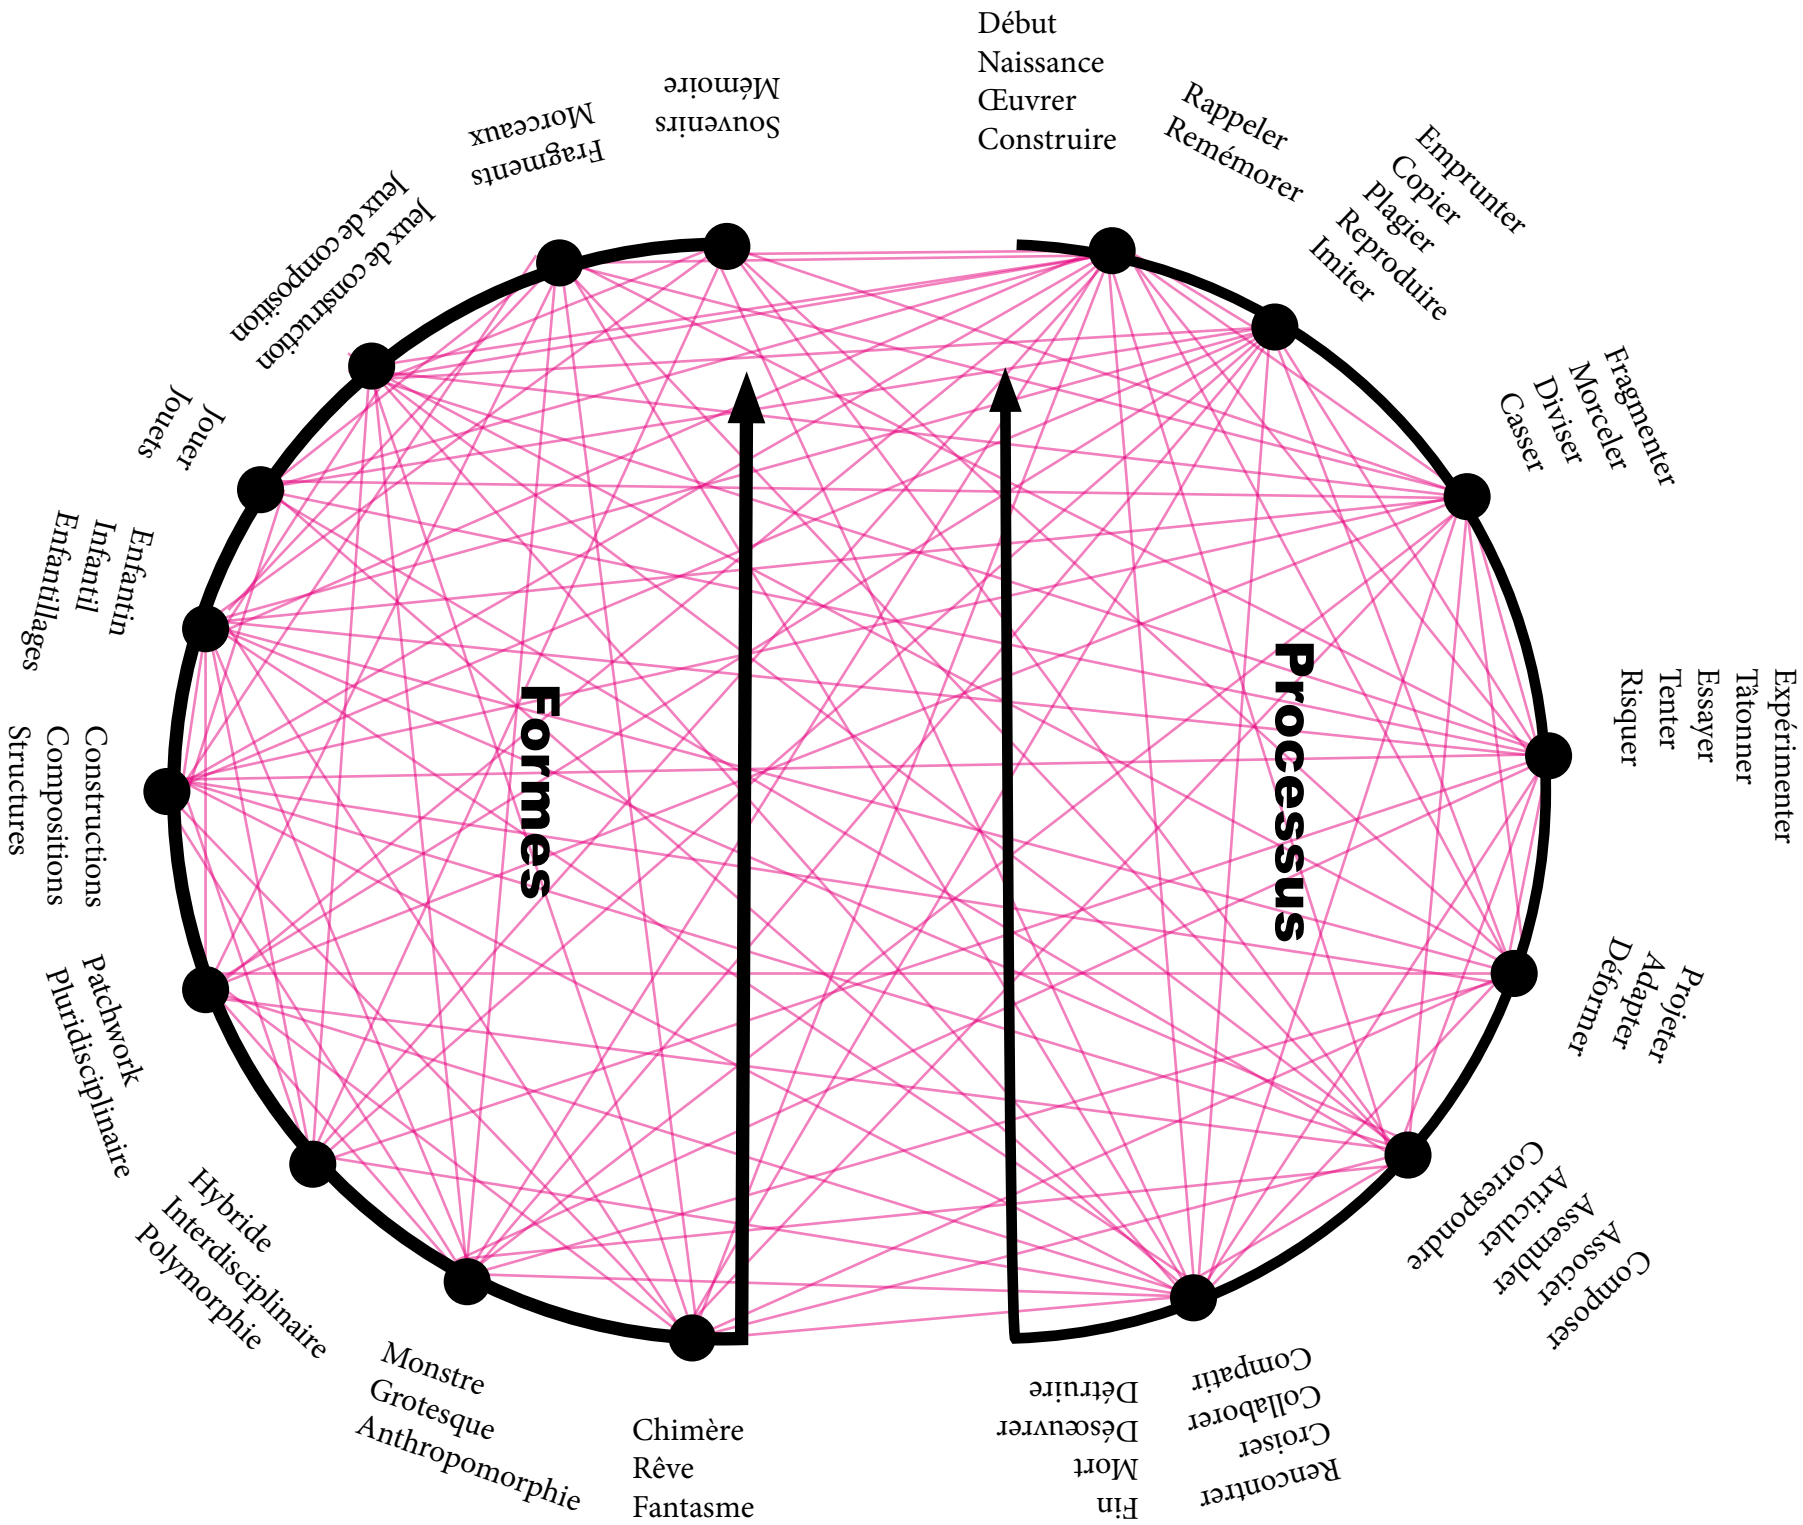 Début
Naissance
Œuvrer
Construire
Rappeler
Remémorer
Emprunter
Copier
Plagier
Reproduire
Imiter
Fragmenter
Morceler
Diviser
Casser
Expérimenter
Tâtonner
Essayer
Tenter
Risquer
Projeter
Adapter
Déformer
Composer
Associer
Assembler
Articuler
Correspondre
Rencontrer
Croiser
Collaborer
Compatir
Fin
Mort
Désœuvrer
Détruire
Processus
Formes
Chimère
Rêve
Fantasme
Monstre
Grotesque
Anthropomorphie
Hybride
Interdisciplinaire
Polymorphie
Patchwork
Pluridisciplinaire
Constructions
Compositions
Structures
Enfantin
Infantil
Enfantillages
Jouer
Jouets
Jeux de construction
Jeux de composition
Fragments
Morceaux
Souvenirs
Mémoire